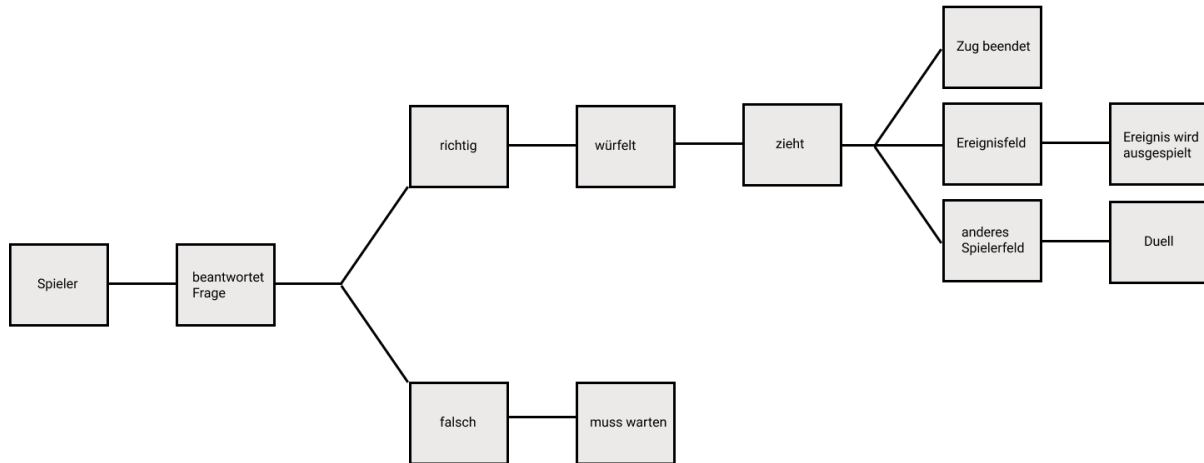 Spieler
beantwortet
Frage
richtig
würfelt
zieht
Zug beendet
Ereignisfeld
Ereignis wird
ausgespielt
anderes
Spielerfeld
Duell
falsch
muss warten